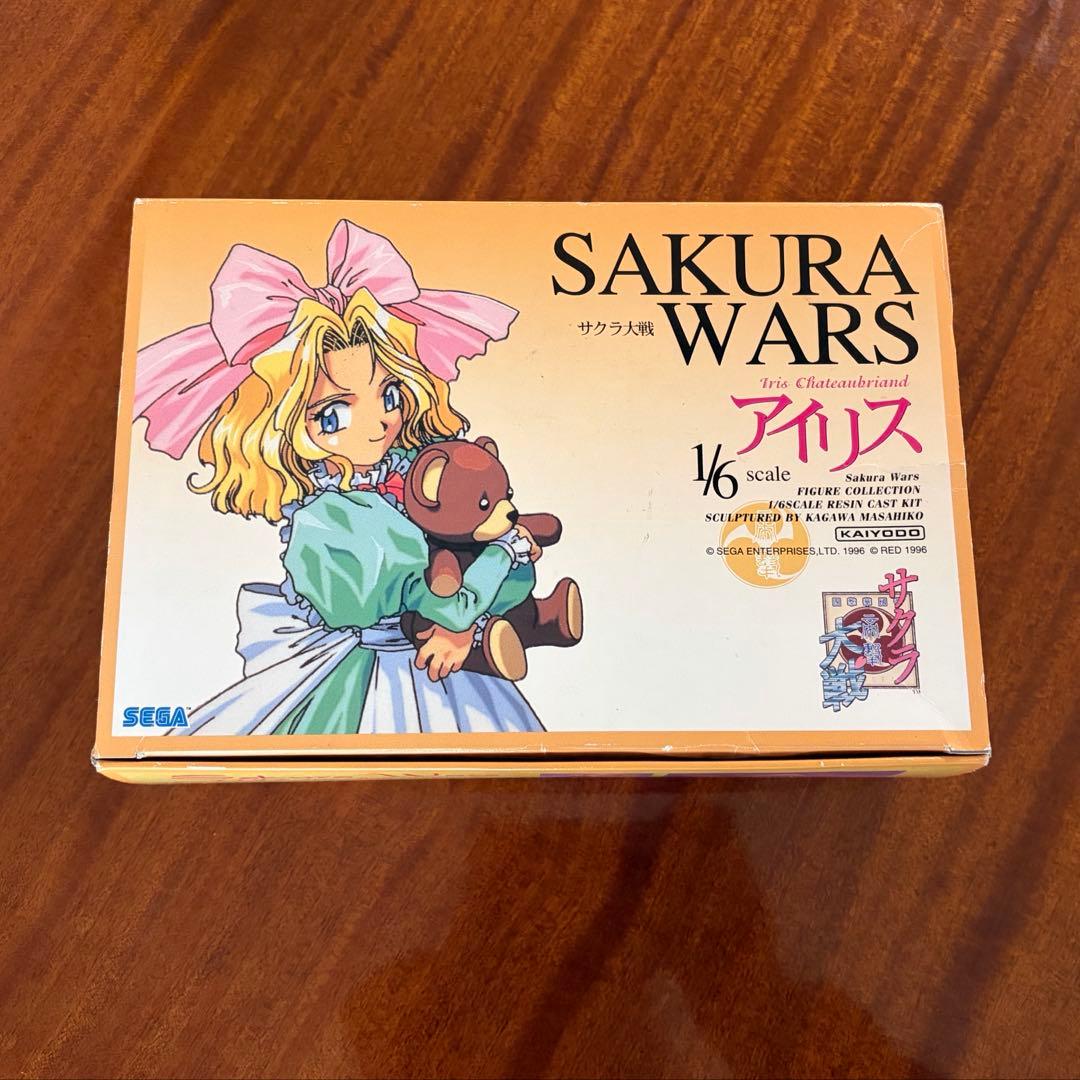 SAKURA
サクラ大戦 WARS
Iris Chateaubriand
アイリス
1/6 scale
Sakura Wars
FIGURE COLLECTION
1/6SCALE RESIN CAST KIT
SCULPTURED BY KAGAWA MASAHIKO
KAIYODO
© SEGA ENTERPRISES,LTD. 1996 © RED 1996
サクラ
大戦
TM
SEGA